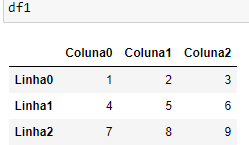 df1
Coluna0 Coluna1 Coluna2
Linha0 1 2 3
Linha1 4 5 6
Linha2 7 8 9